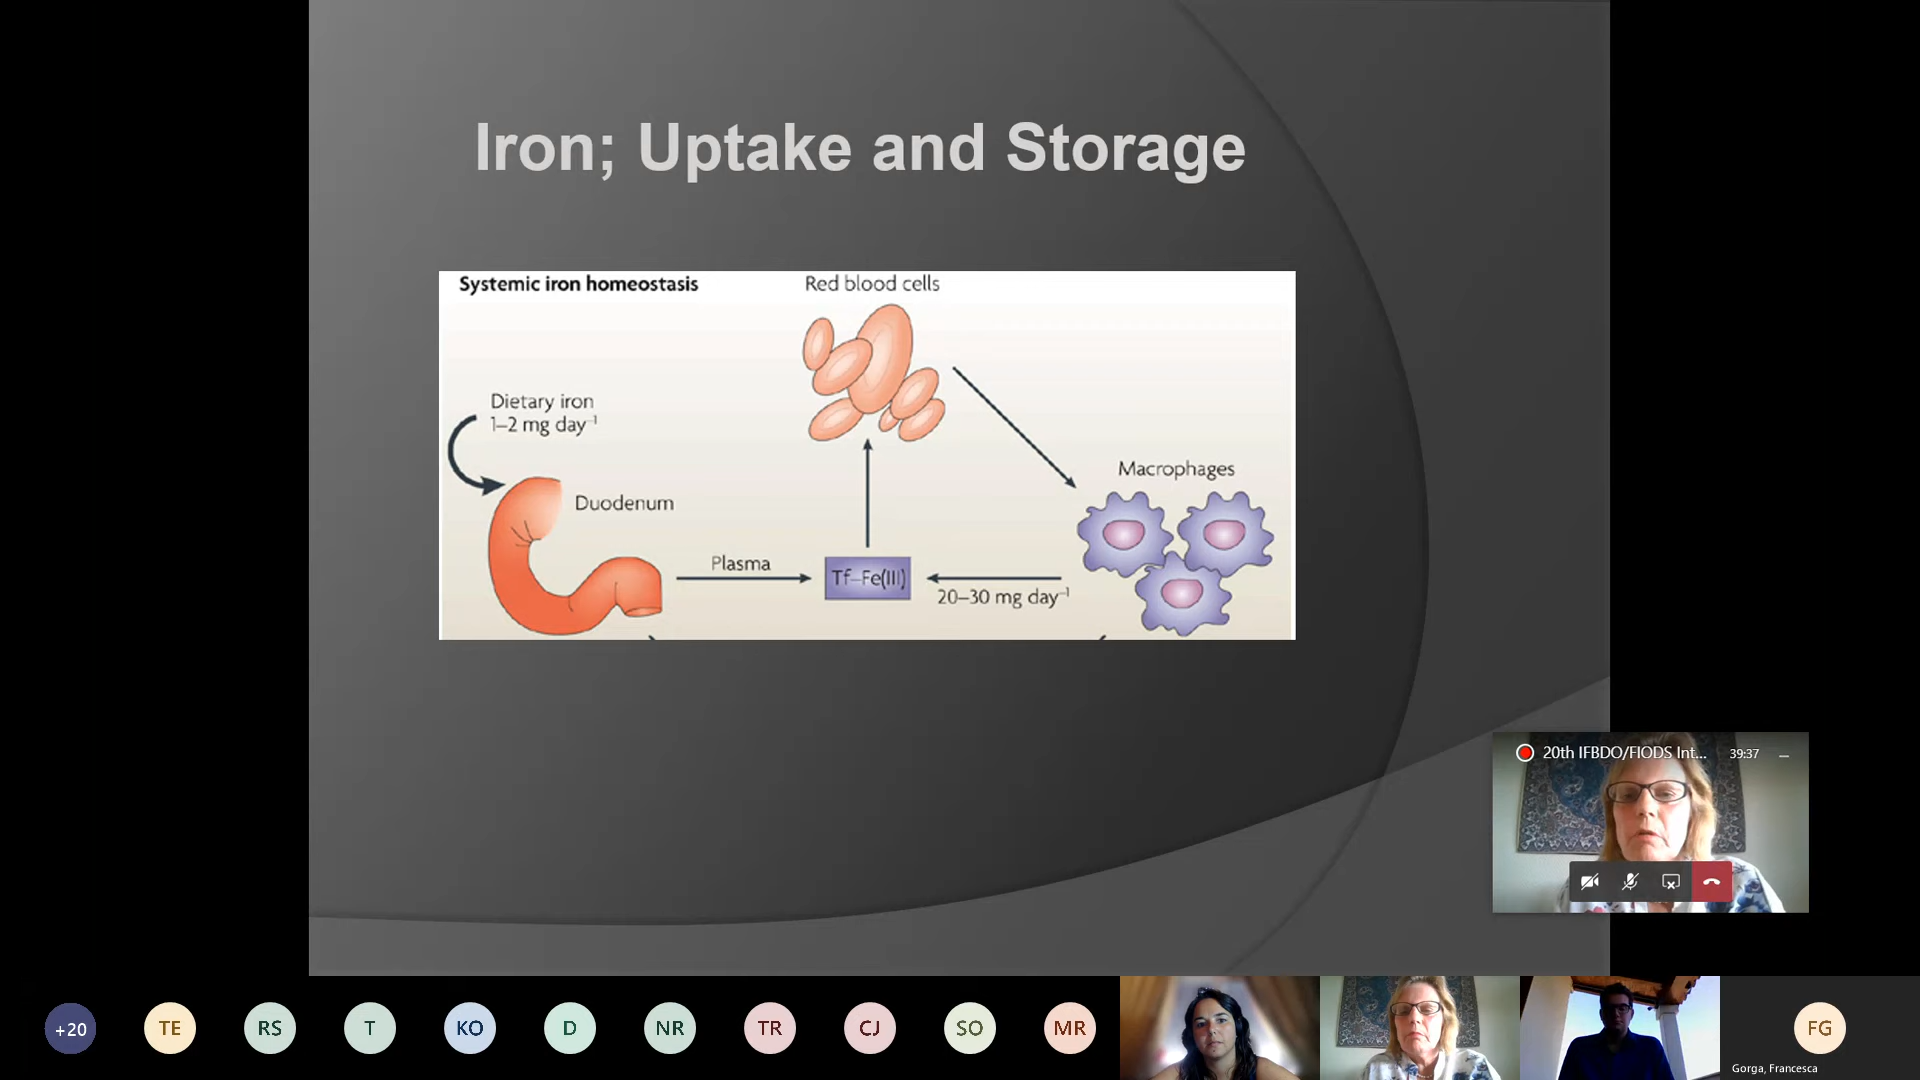 Iron; Uptake and Storage
Systemic iron homeostasis
Red blood cells
Dietary iron
1–2 mg day⁻¹
Macrophages
Duodenum
Plasma
Tf–Fe(III)
20–30 mg day⁻¹
20th IFBDO/FIODS Int...
39:37
+20
TE
RS
T
KO
D
NR
TR
CJ
SO
MR
FG
Gorga, Francesca